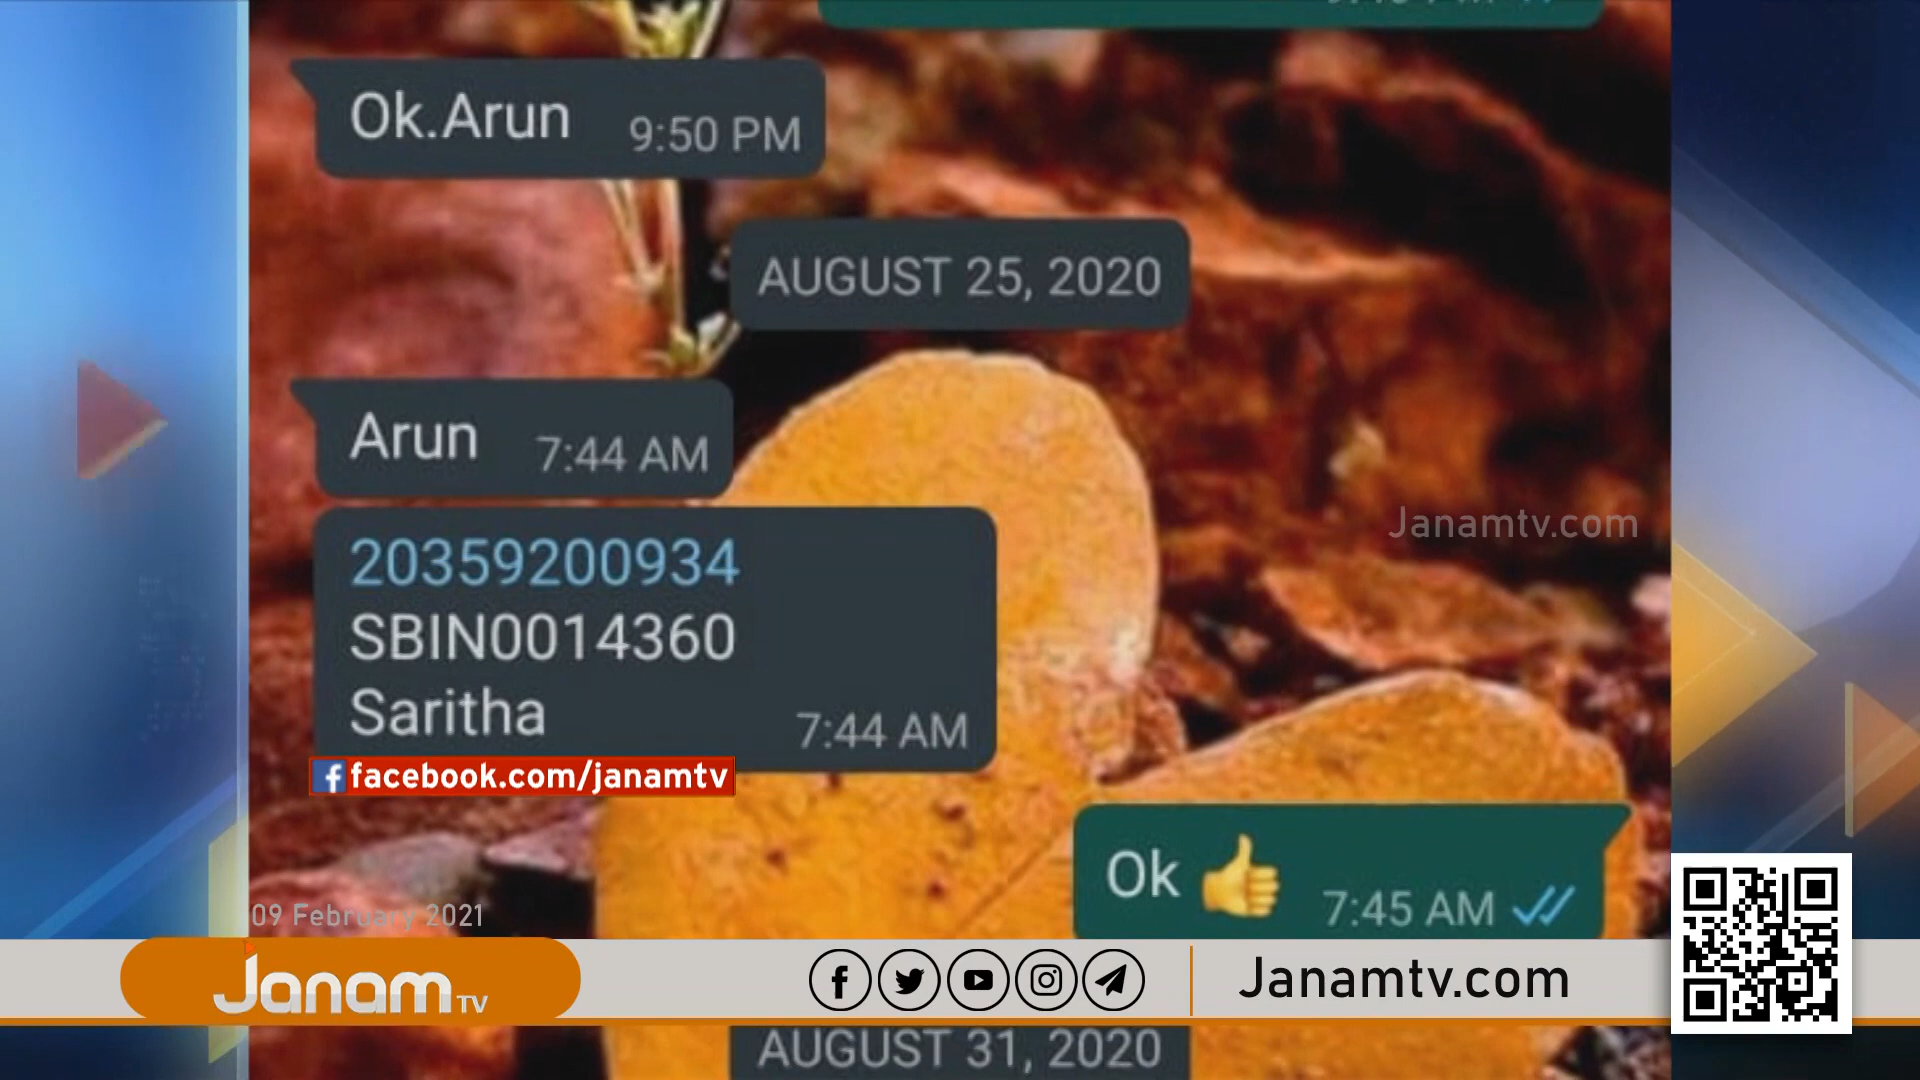 Ok.Arun 9:50 PM
AUGUST 25, 2020
Arun 7:44 AM
20359200934
SBIN0014360
Saritha 7:44 AM
Janamtv.com
facebook.com/janamtv
Ok 👍 7:45 AM
09 February 2021
Janam TV
Janamtv.com
AUGUST 31, 2020